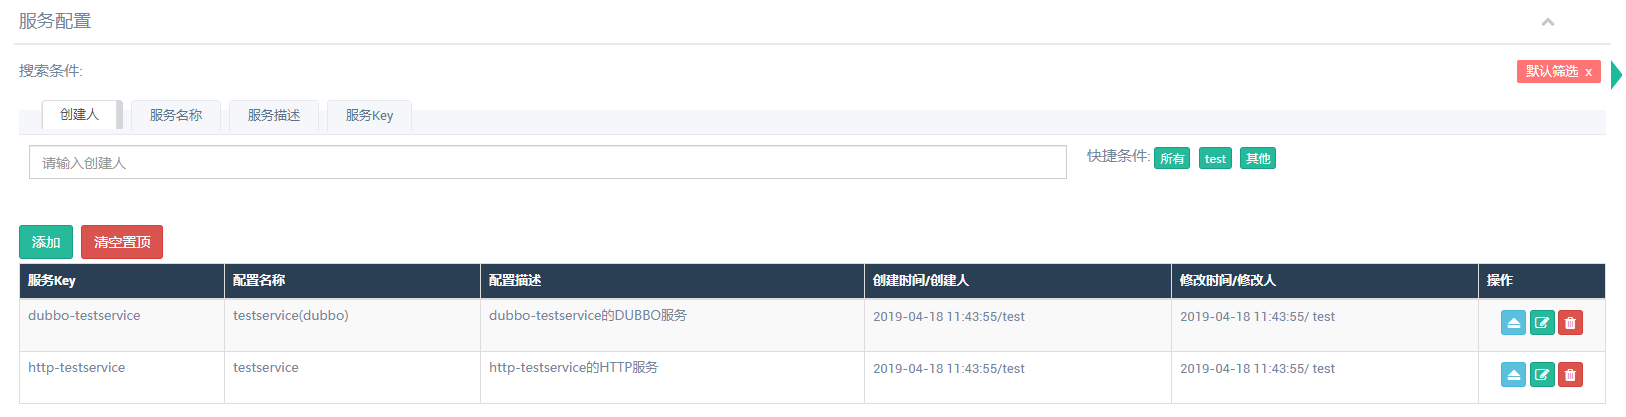 服务配置
搜索条件:
默认筛选 x
创建人 服务名称 服务描述 服务Key
请输入创建人
快捷条件: 所有 test 其他
添加 清空置顶
服务Key 配置名称 配置描述 创建时间/创建人 修改时间/修改人 操作
dubbo-testservice testservice(dubbo) dubbo-testservice的DUBBO服务 2019-04-18 11:43:55/test 2019-04-18 11:43:55/ test
http-testservice testservice http-testservice的HTTP服务 2019-04-18 11:43:55/test 2019-04-18 11:43:55/ test